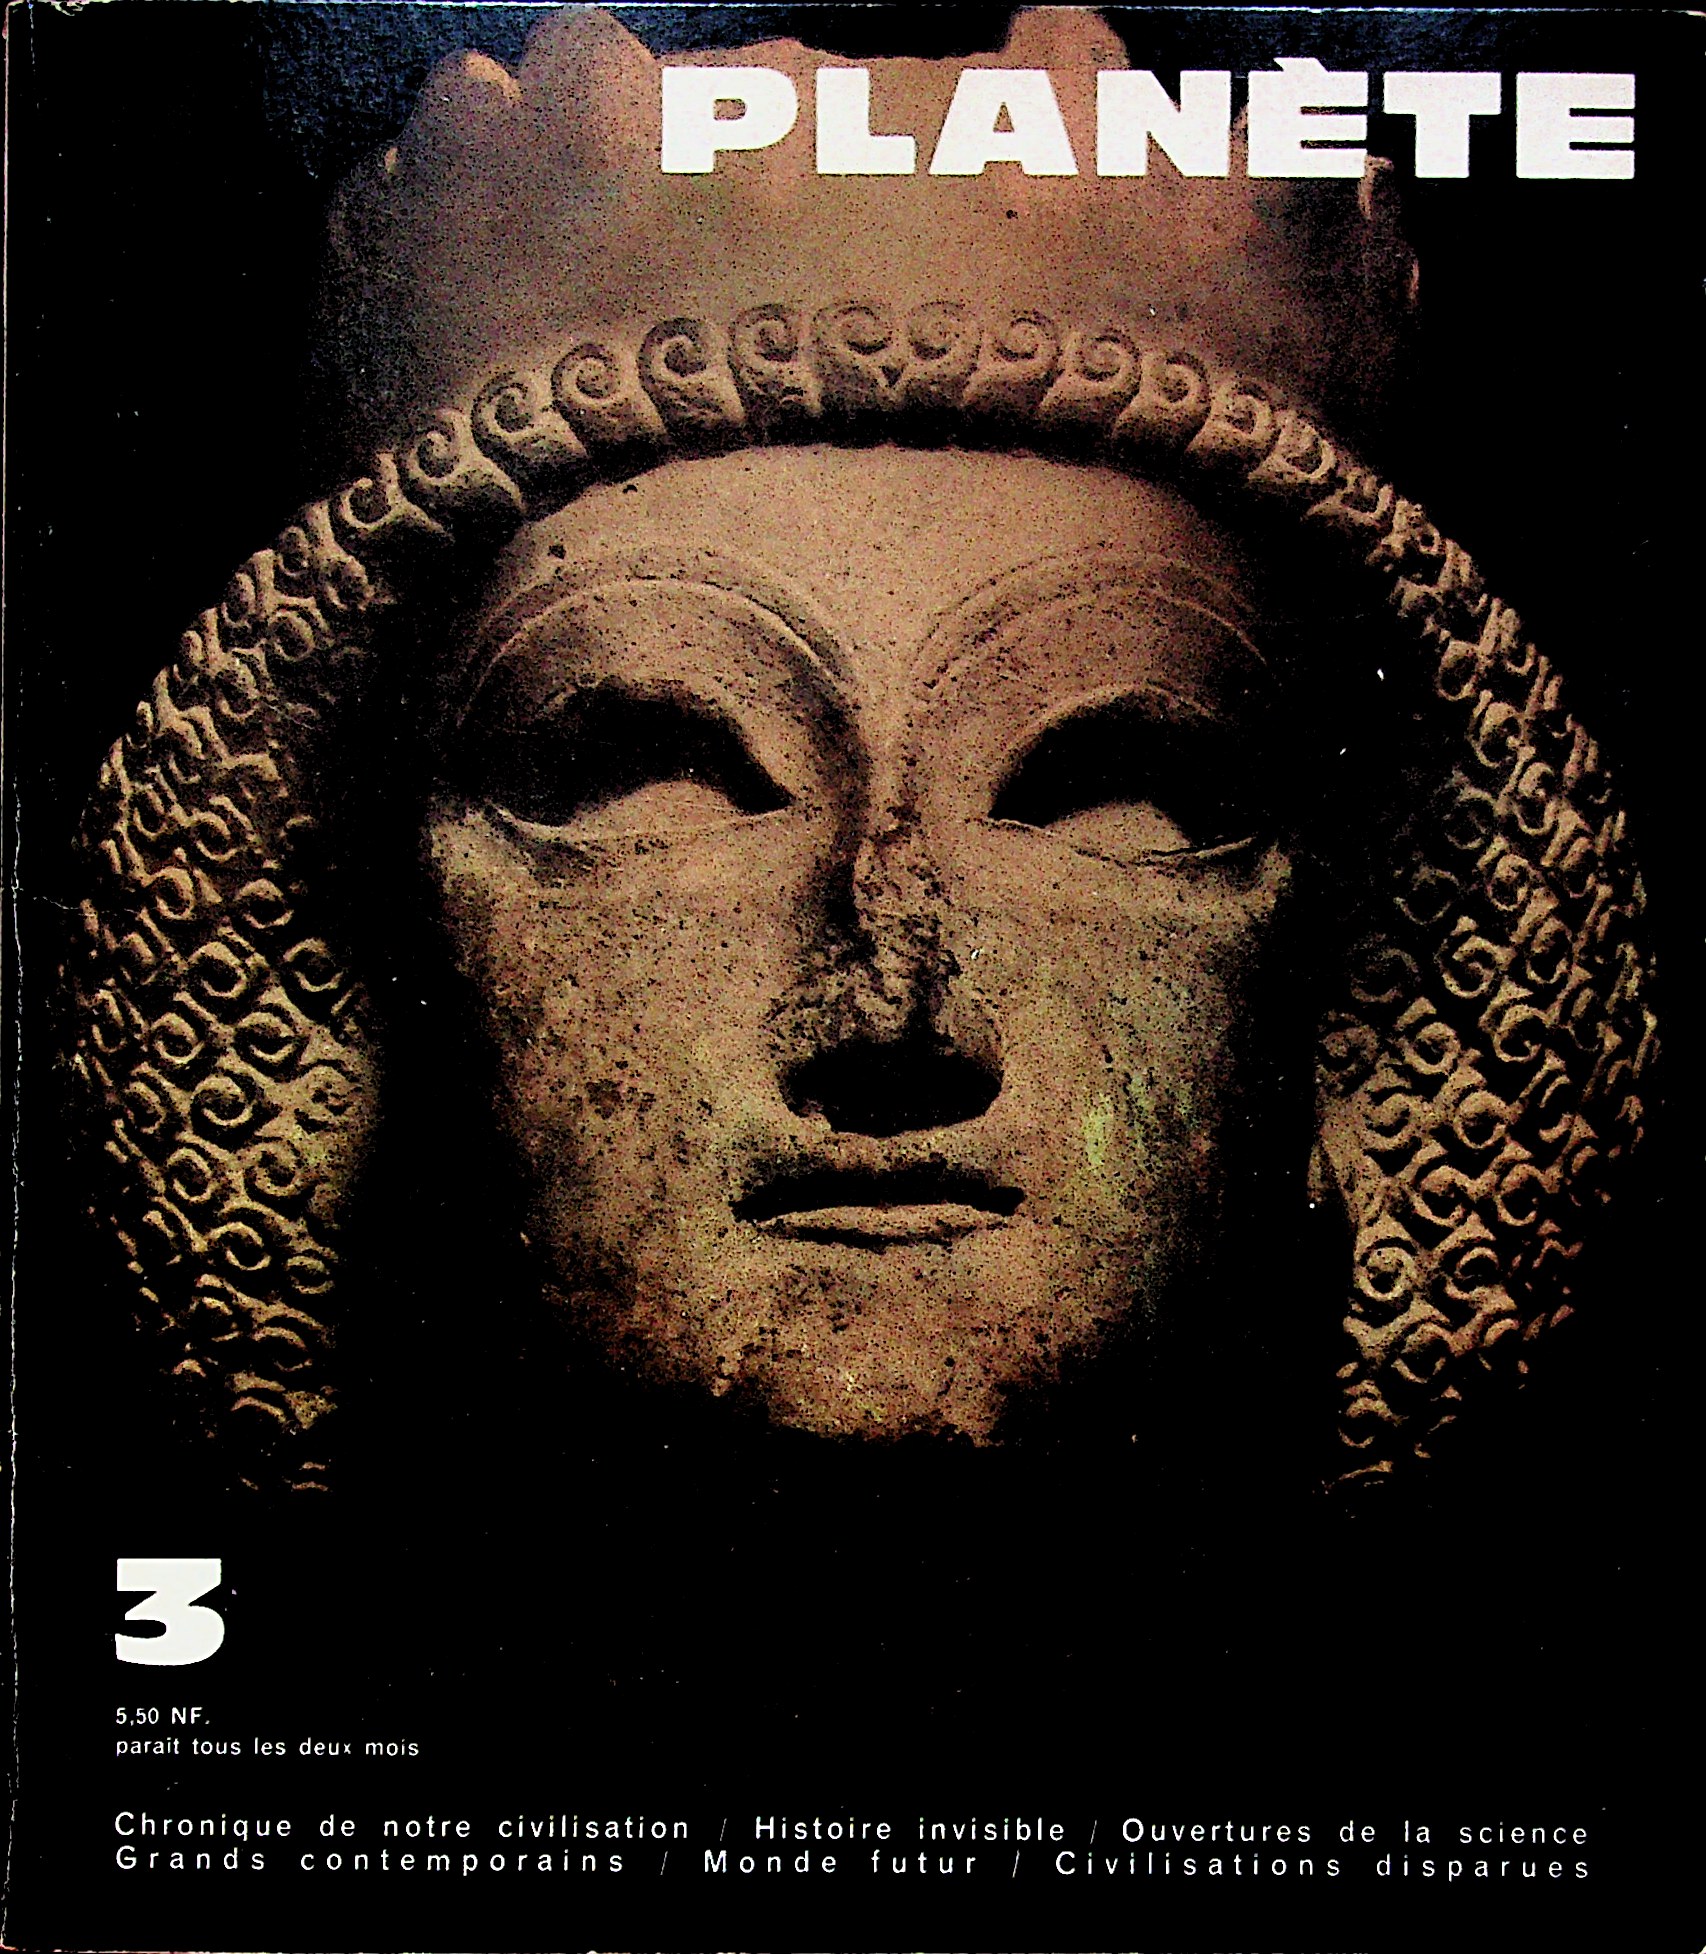 PLANÈTE
3
5,50 NF.
paraît tous les deux mois
Chronique de notre civilisation / Histoire invisible / Ouvertures de la science
Grands contemporains / Monde futur / Civilisations disparues